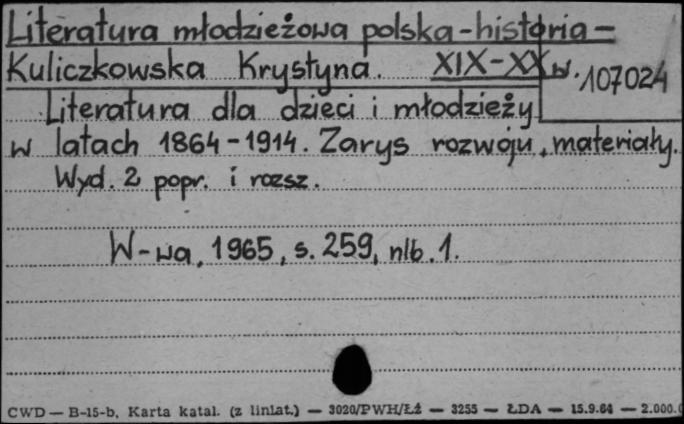 Literatura młodzieżowa polska - historia -
Kuliczkowska Krystyna. XIX-XX w.
107024
Literatura dla dzieci i młodzieży
w latach 1864-1914. Zarys rozwoju, materiały.
Wyd. 2 popr. i rozsz.
W-wa, 1965, s. 259, nlb. 1.
CWD — B-15-b. Karta katal. (z liniat.) — 3020/PWH/Łź — 3255 — ŁDA — 15.9.64 — 2.000.0